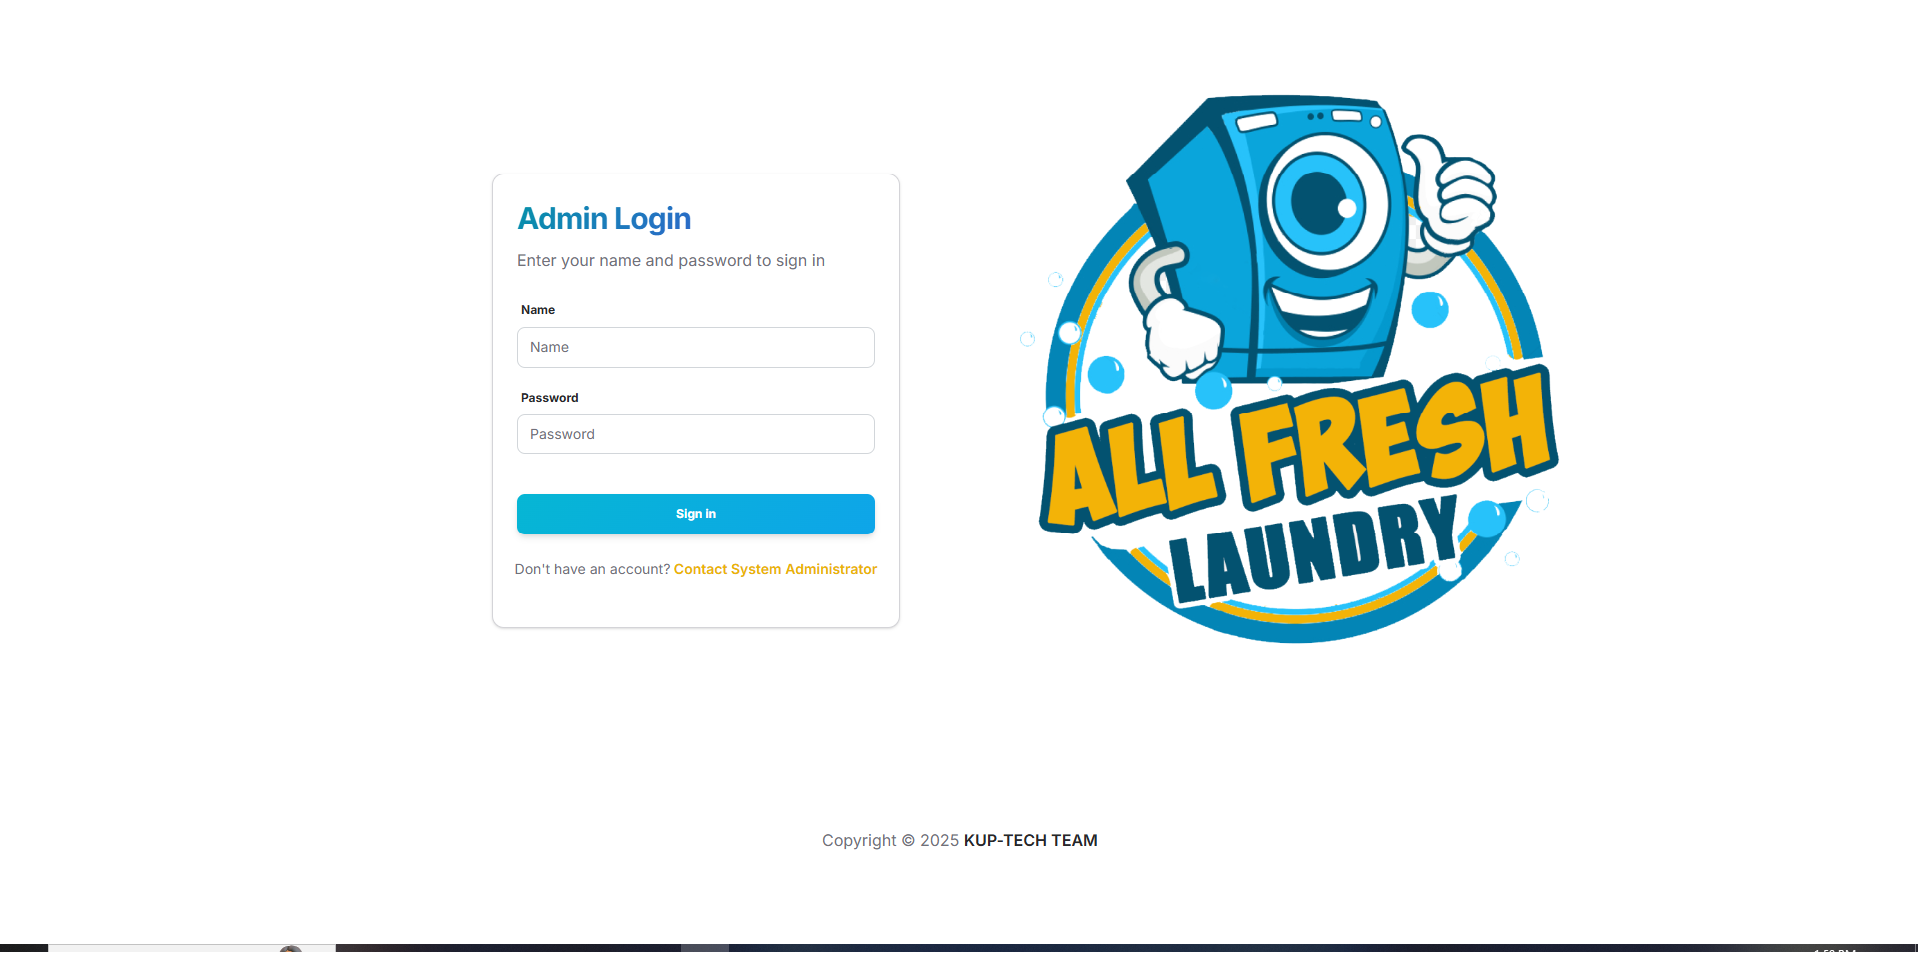 Admin Login
Enter your name and password to sign in
Name
Name
Password
Password
Sign in
Don't have an account? Contact System Administrator
ALL FRESH
LAUNDRY
Copyright © 2025 KUP-TECH TEAM